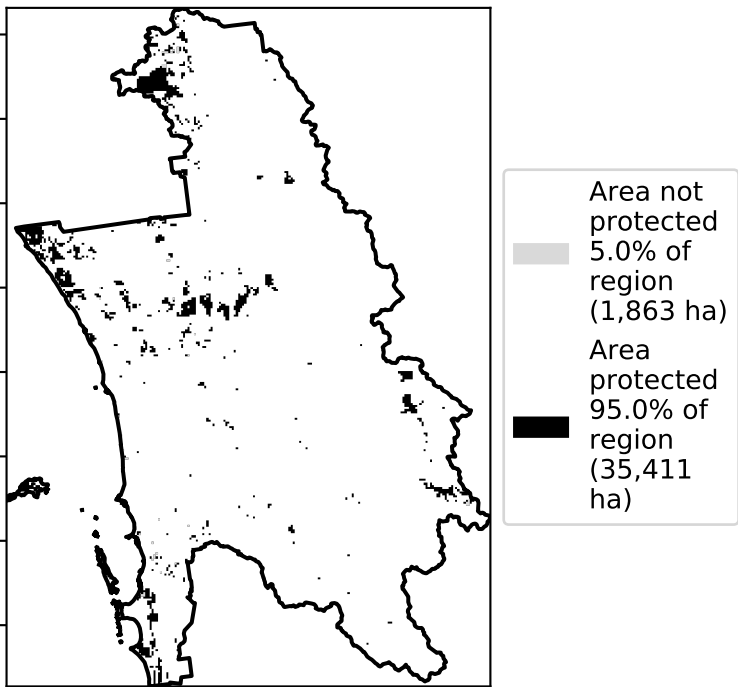 Area not
protected
5.0% of
region
(1,863 ha)
Area
protected
95.0% of
region
(35,411
ha)